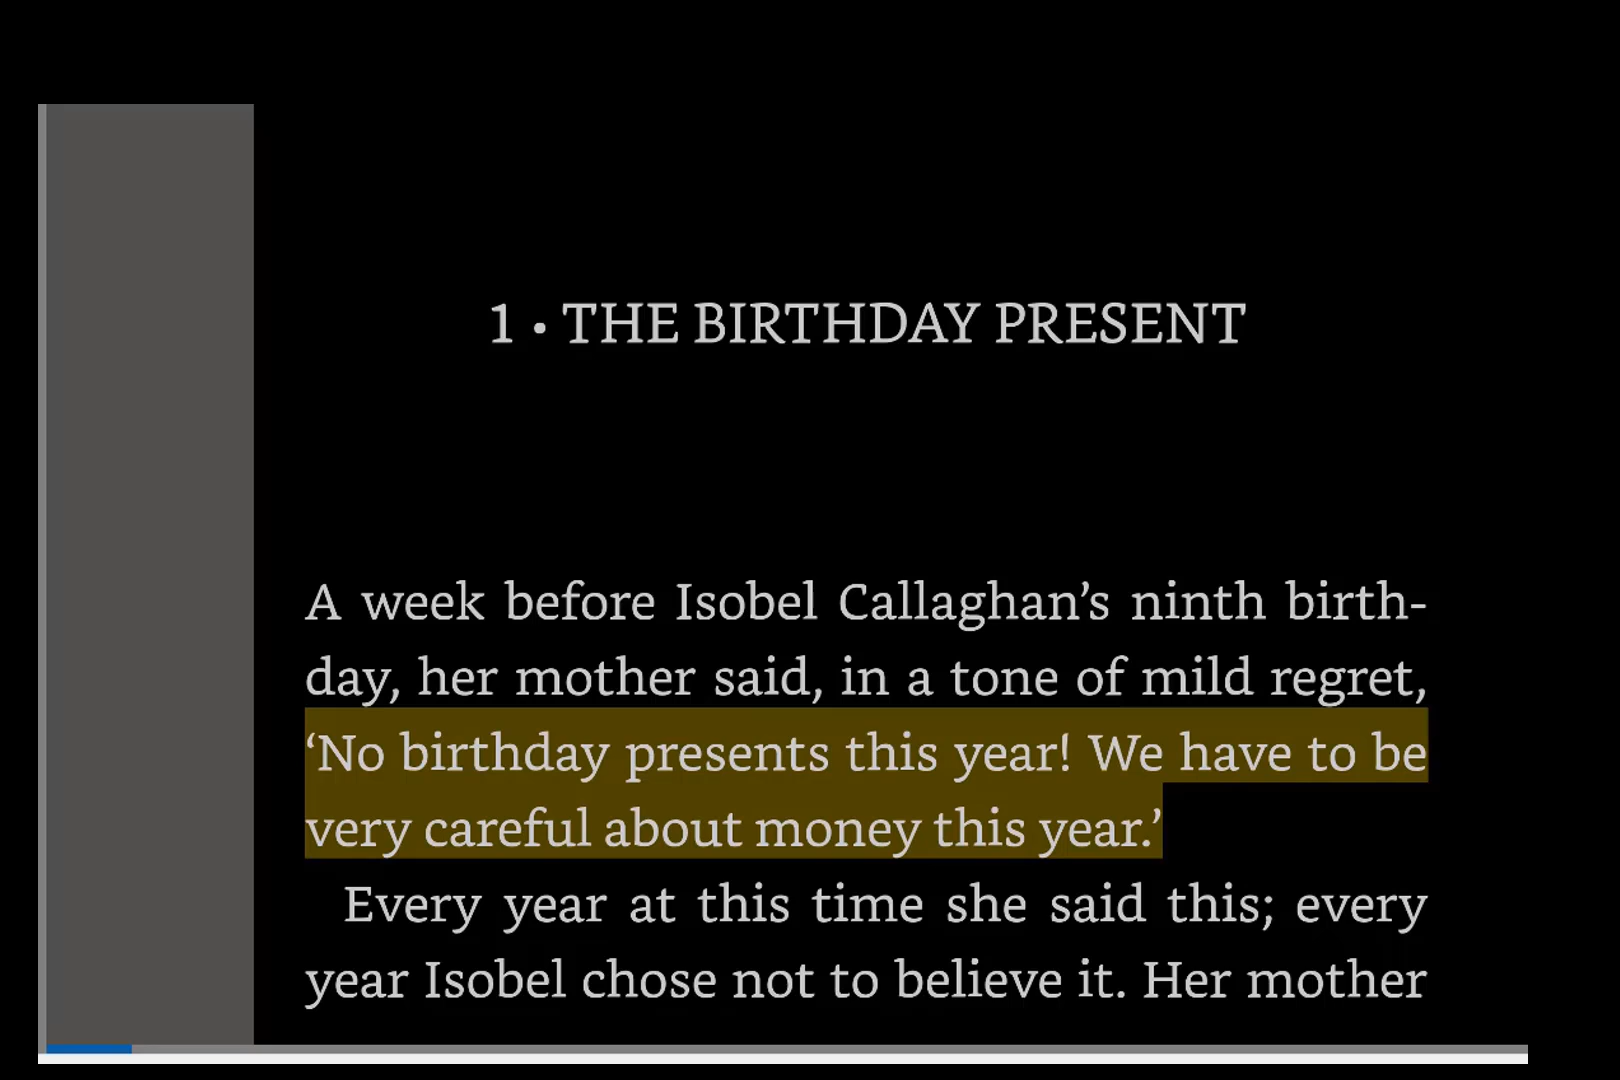 1 • THE BIRTHDAY PRESENT
A week before Isobel Callaghan’s ninth birth-
day, her mother said, in a tone of mild regret,
‘No birthday presents this year! We have to be
very careful about money this year.’
Every year at this time she said this; every
year Isobel chose not to believe it. Her mother